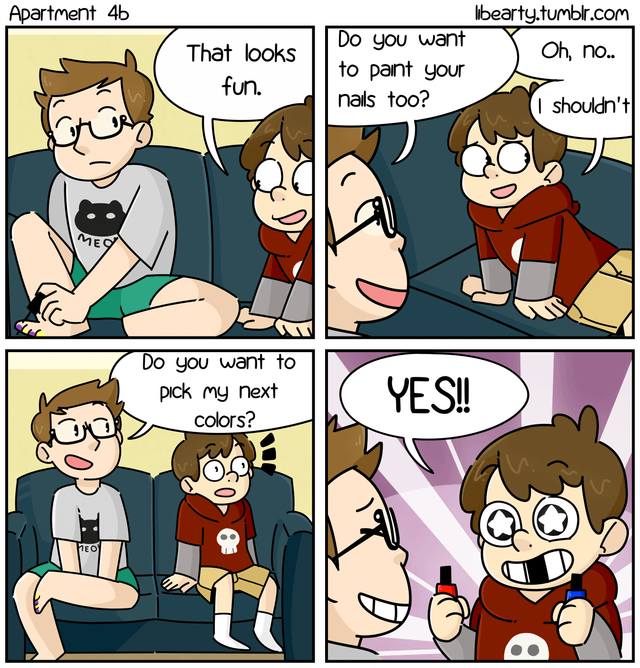 Apartment 4b
libearty.tumblr.com
That looks
fun.
MEO
Do you want
to paint your
nails too?
Oh, no..
I shouldn't
Do you want to
pick my next
colors?
MEO
YES!!